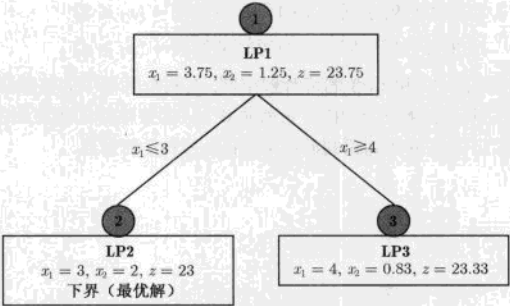 1
LP1
x₁ = 3.75, x₂ = 1.25, z = 23.75
x₁≤3
x₁≥4
2
3
LP2
x₁ = 3, x₂ = 2, z = 23
下界（最优解）
LP3
x₁ = 4, x₂ = 0.83, z = 23.33